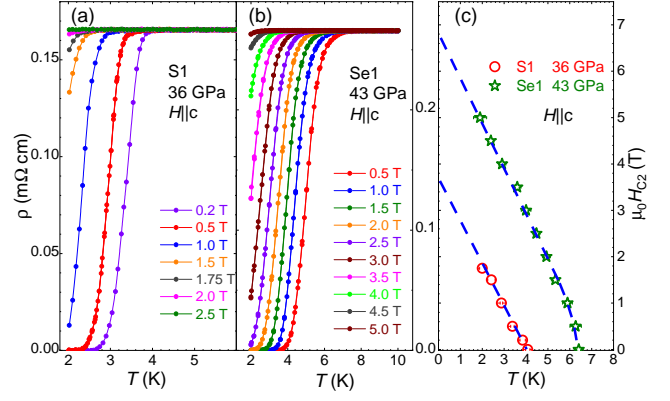 (a)
S1
36 GPa
H||c
0.2 T
0.5 T
1.0 T
1.5 T
1.75 T
2.0 T
2.5 T
ρ (mΩ cm)
0.15
0.10
0.05
0.00
2 3 4 5
T (K)
(b)
Se1
43 GPa
H||c
0.5 T
1.0 T
1.5 T
2.0 T
2.5 T
3.0 T
3.5 T
4.0 T
4.5 T
5.0 T
2 4 6 8 10
T (K)
0.2
0.1
0.0
(c)
S1 36 GPa
Se1 43 GPa
H||c
7
6
5
4
3
2
1
0
μ0HC2 (T)
0 1 2 3 4 5 6 7 8
T (K)